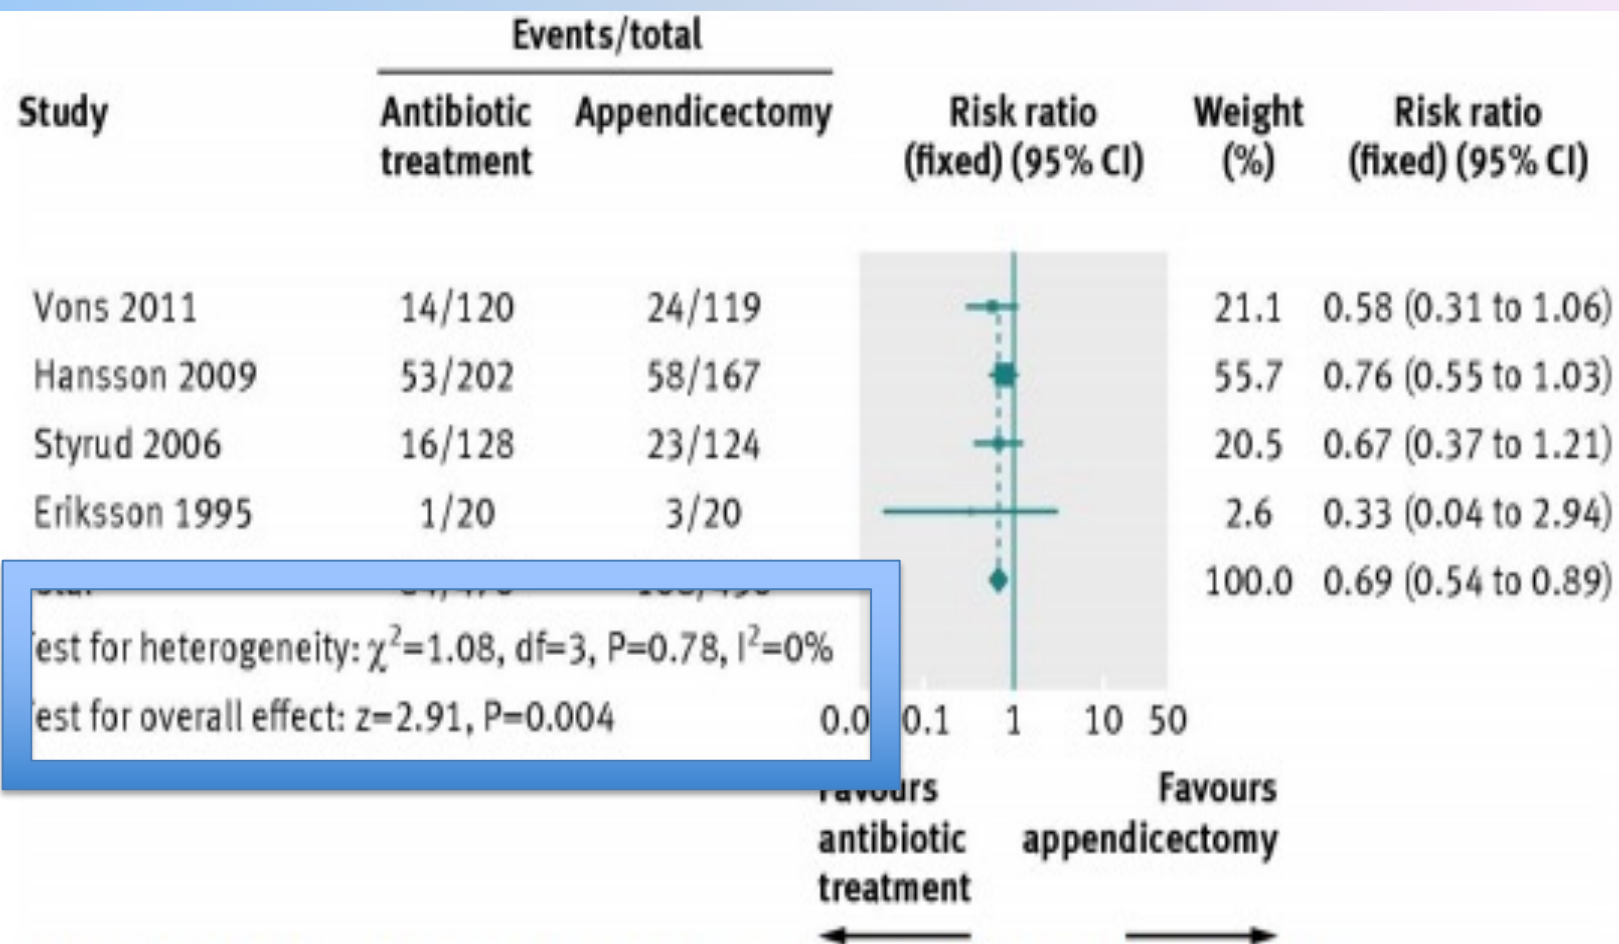 Events/total
Study Antibiotic treatment Appendicectomy Risk ratio (fixed) (95% CI) Weight (%) Risk ratio (fixed) (95% CI)
Vons 2011 14/120 24/119 21.1 0.58 (0.31 to 1.06)
Hansson 2009 53/202 58/167 55.7 0.76 (0.55 to 1.03)
Styrud 2006 16/128 23/124 20.5 0.67 (0.37 to 1.21)
Eriksson 1995 1/20 3/20 2.6 0.33 (0.04 to 2.94)
100.0 0.69 (0.54 to 0.89)
est for heterogeneity: χ²=1.08, df=3, P=0.78, I²=0%
est for overall effect: z=2.91, P=0.004
0.0 0.1 1 10 50
Favours antibiotic treatment
Favours appendicectomy